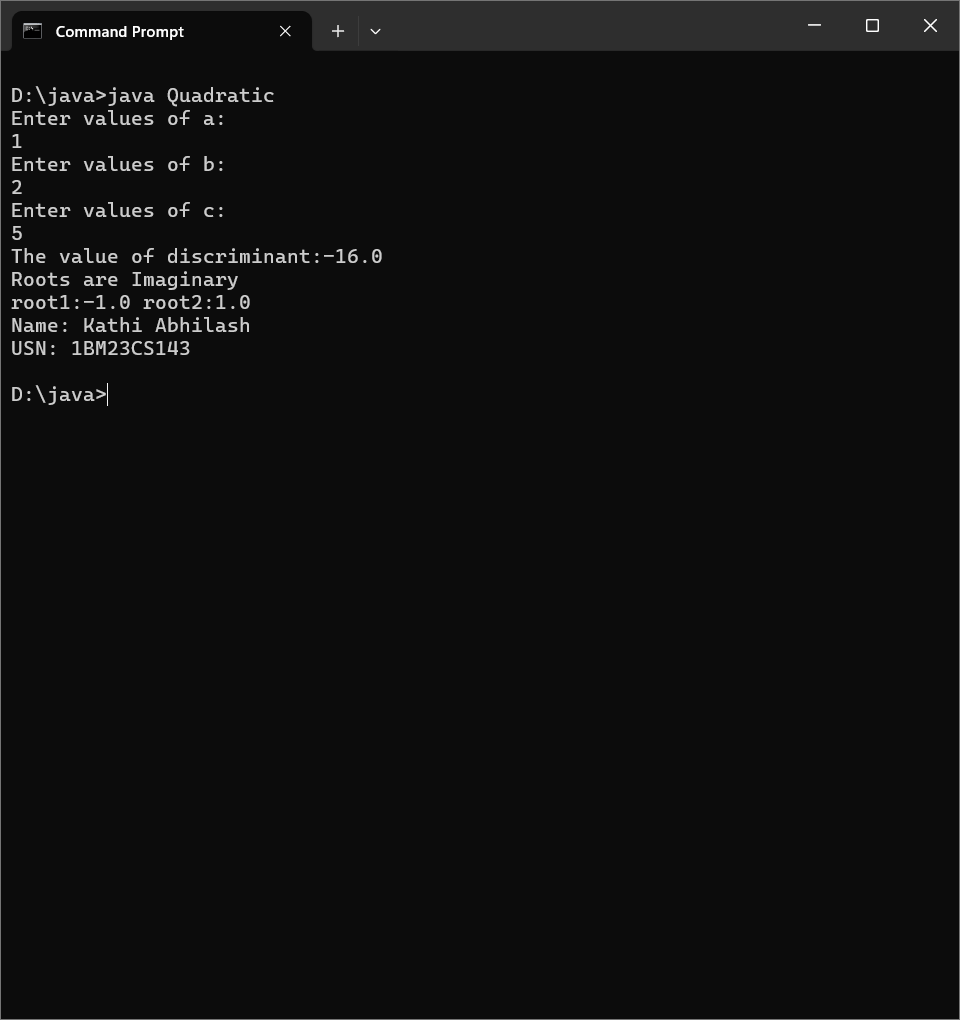 Command Prompt
D:\java>java Quadratic
Enter values of a:
1
Enter values of b:
2
Enter values of c:
5
The value of discriminant:-16.0
Roots are Imaginary
root1:-1.0 root2:1.0
Name: Kathi Abhilash
USN: 1BM23CS143
D:\java>